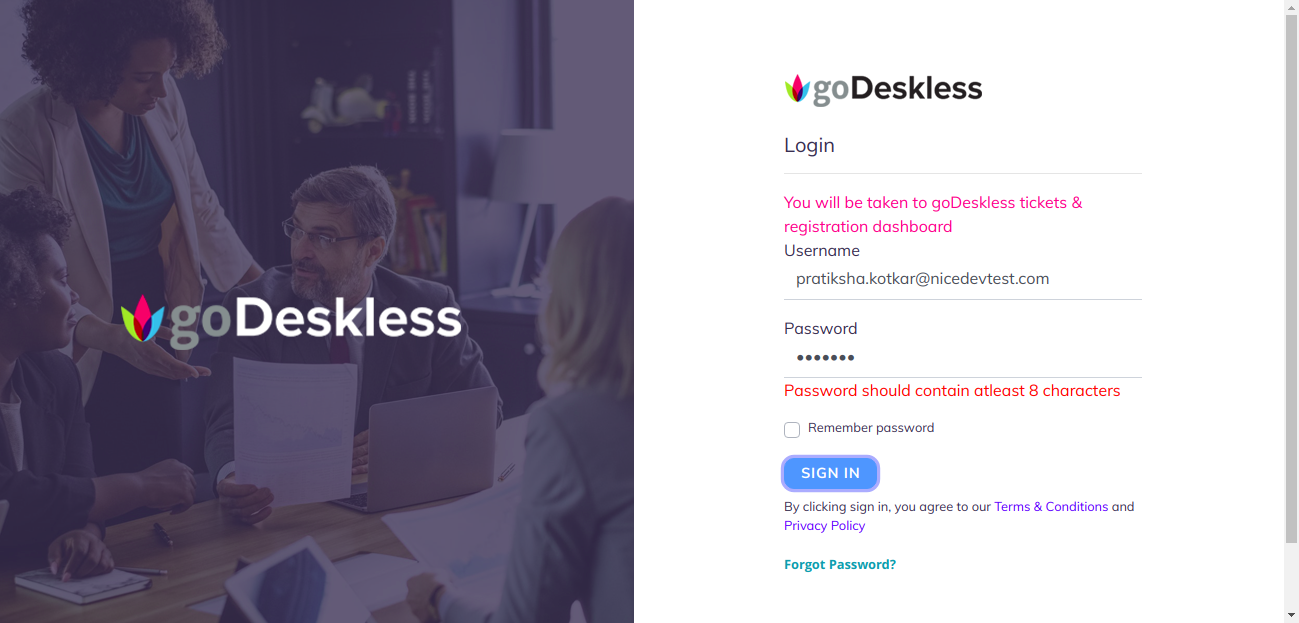 goDeskless
goDeskless
Login
You will be taken to goDeskless tickets &
registration dashboard
Username
pratiksha.kotkar@nicedevtest.com
Password
•••••••
Password should contain atleast 8 characters
Remember password
SIGN IN
By clicking sign in, you agree to our Terms & Conditions and
Privacy Policy
Forgot Password?